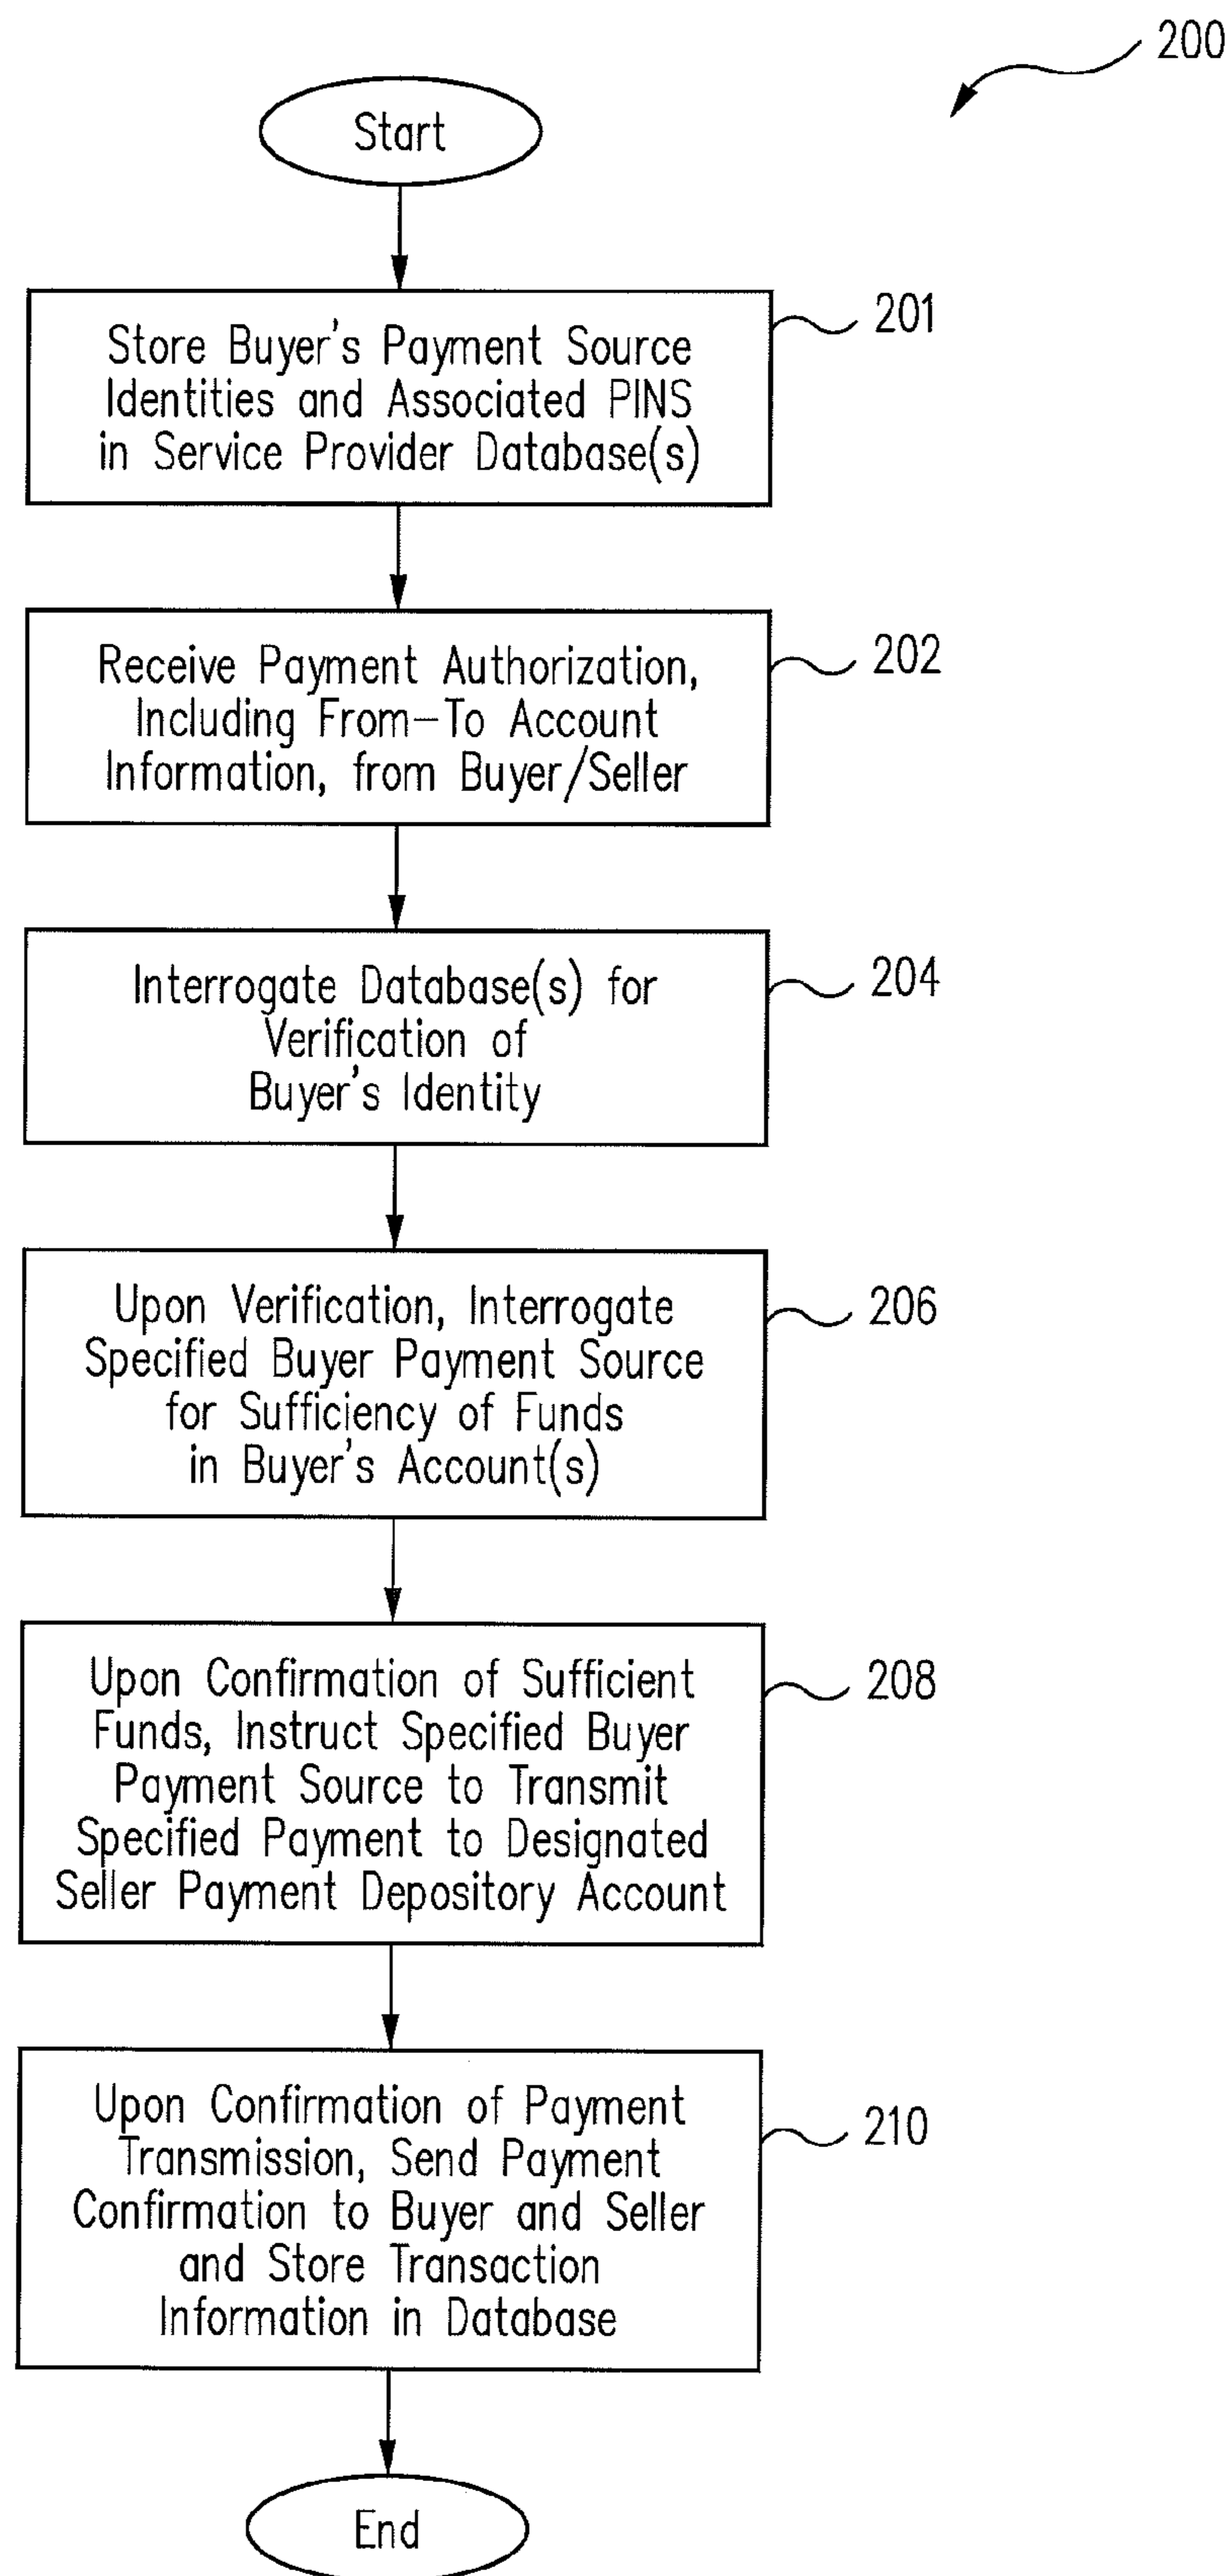 200
Start
201
Store Buyer's Payment Source
Identities and Associated PINS
in Service Provider Database(s)
202
Receive Payment Authorization,
Including From-To Account
Information, from Buyer/Seller
204
Interrogate Database(s) for
Verification of
Buyer's Identity
206
Upon Verification, Interrogate
Specified Buyer Payment Source
for Sufficiency of Funds
in Buyer's Account(s)
208
Upon Confirmation of Sufficient
Funds, Instruct Specified Buyer
Payment Source to Transmit
Specified Payment to Designated
Seller Payment Depository Account
210
Upon Confirmation of Payment
Transmission, Send Payment
Confirmation to Buyer and Seller
and Store Transaction
Information in Database
End